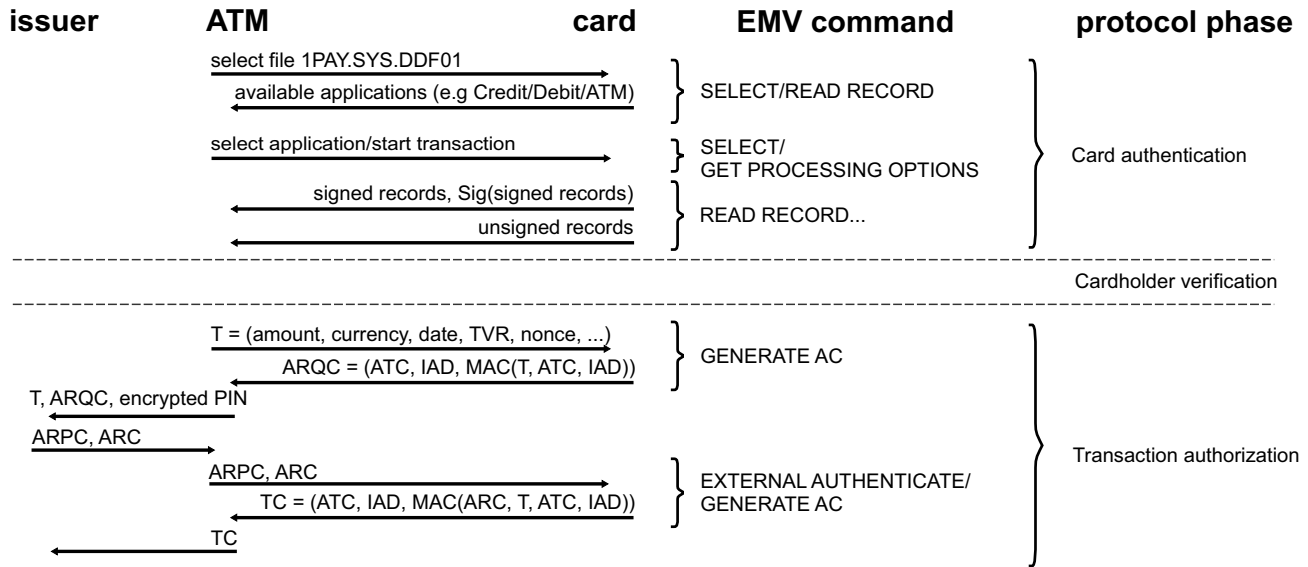 issuer ATM card EMV command protocol phase
select file 1PAY.SYS.DDF01
available applications (e.g Credit/Debit/ATM)
SELECT/READ RECORD
select application/start transaction
SELECT/
GET PROCESSING OPTIONS
Card authentication
signed records, Sig(signed records)
READ RECORD...
unsigned records
Cardholder verification
T = (amount, currency, date, TVR, nonce, ...)
GENERATE AC
ARQC = (ATC, IAD, MAC(T, ATC, IAD))
T, ARQC, encrypted PIN
ARPC, ARC
Transaction authorization
ARPC, ARC
EXTERNAL AUTHENTICATE/
GENERATE AC
TC = (ATC, IAD, MAC(ARC, T, ATC, IAD))
TC